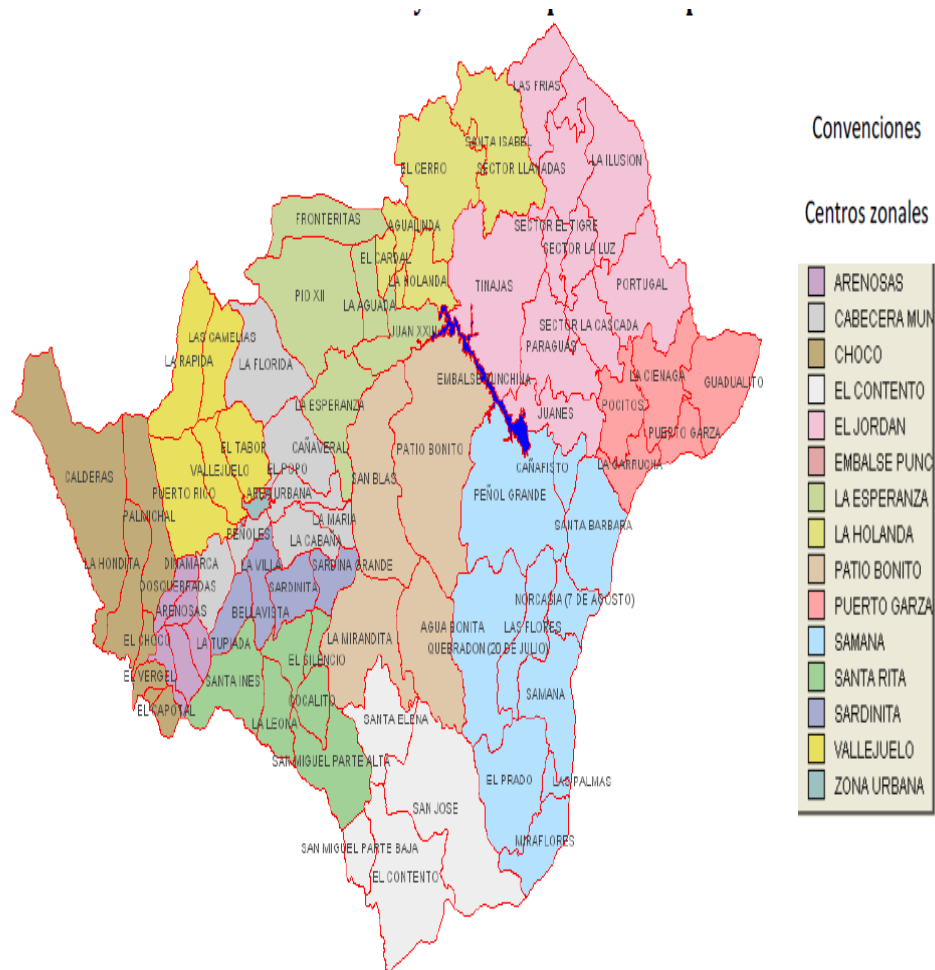 LAS FRIAS
SANTA ISABEL
LA ILUSION
EL CERRO
SECTOR LLANADAS
FRONTERITAS
AGUALINDA
SECTOR EL TIGRE
SECTOR LA LUZ
EL CARDAL
LA HOLANDA
TINAJAS
PORTUGAL
PIO XII
LA AGUADA
JUAN XXIII
SECTOR LA CASCADA
PARAGUAS
LAS CAMELIAS
LA RAPIDA
LA FLORIDA
EMBALSE PUNCHINA
LA CIENAGA
GUADUALITO
LA ESPERANZA
JUANES
POCITOS
PUERTO GARZA
EL TABOR
CAÑAVERAL
PATIO BONITO
CAÑAFISTO
LA GARRUCHA
CALDERAS
VALLEJUELO
EL POPO
SAN BLAS
PUERTO RICO
AREA URBANA
PEÑOL GRANDE
PALMICHAL
LA MARIA
SANTA BARBARA
PEÑOLES
LA CABAÑA
LA HONDITA
DINAMARCA
LA VILLA
SARDINA GRANDE
DOSQUEBRADAS
SARDINITA
NORCASIA (7 DE AGOSTO)
ARENOSAS
BELLAVISTA
AGUA BONITA
LAS FLORES
EL CHOCO
LA TUPIADA
LA MIRANDITA
QUEBRADON (20 DE JULIO)
EL SILENCIO
EL VERGEL
SANTA INES
COCALITO
SAMANA
EL CAPOTAL
LA LEONA
SANTA ELENA
SAN MIGUEL PARTE ALTA
EL PRADO
LAS PALMAS
SAN JOSE
MIRAFLORES
SAN MIGUEL PARTE BAJA
EL CONTENTO
Convenciones
Centros zonales
ARENOSAS
CABECERA MUN
CHOCO
EL CONTENTO
EL JORDAN
EMBALSE PUNC
LA ESPERANZA
LA HOLANDA
PATIO BONITO
PUERTO GARZA
SAMANA
SANTA RITA
SARDINITA
VALLEJUELO
ZONA URBANA